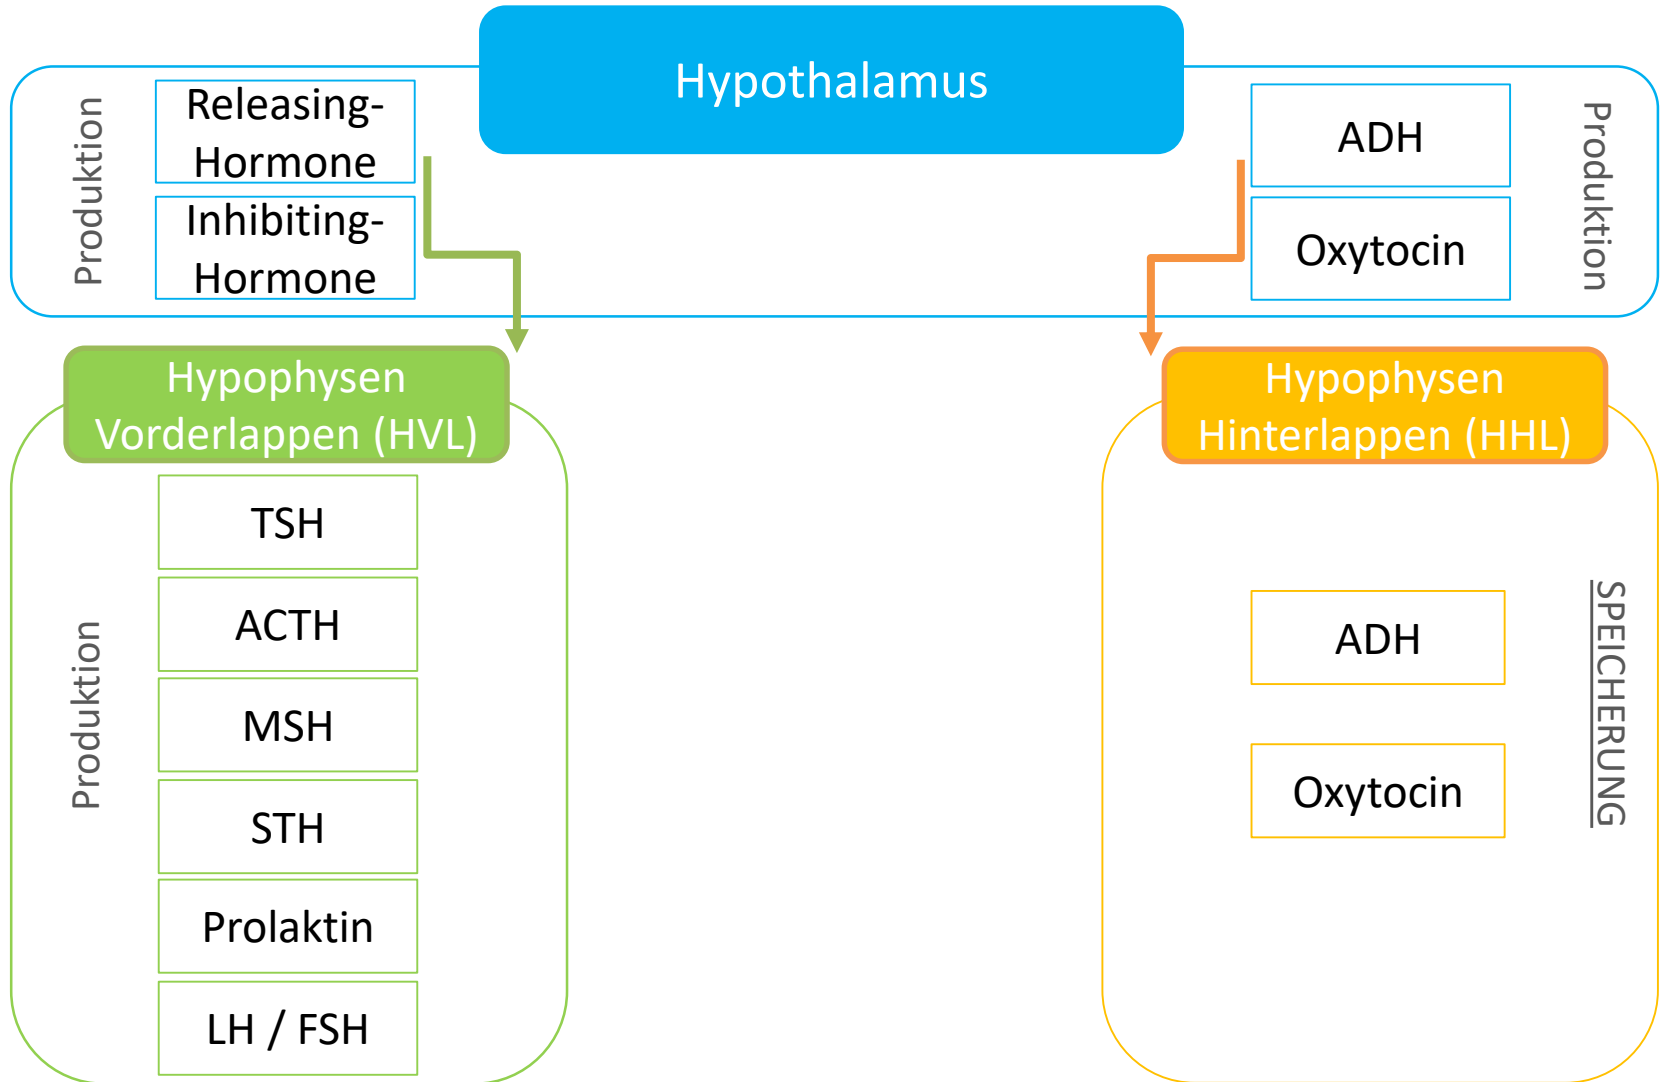 Hypothalamus
Produktion
Releasing-
Hormone
Inhibiting-
Hormone
ADH
Oxytocin
Produktion
Hypophysen
Vorderlappen (HVL)
Produktion
TSH
ACTH
MSH
STH
Prolaktin
LH / FSH
Hypophysen
Hinterlappen (HHL)
ADH
Oxytocin
SPEICHERUNG